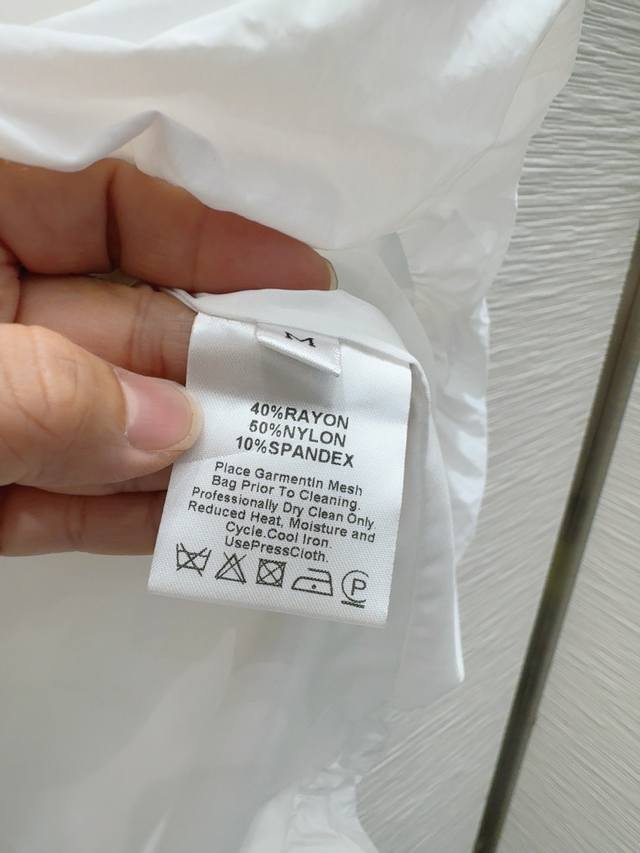 M
40%RAYON
50%NYLON
10%SPANDEX
Place Garmentin Mesh
Bag Prior To Cleaning.
Professionally Dry Clean Only.
Reduced Heat, Moisture and
Cycle.Cool Iron.
UsePressCloth.
P